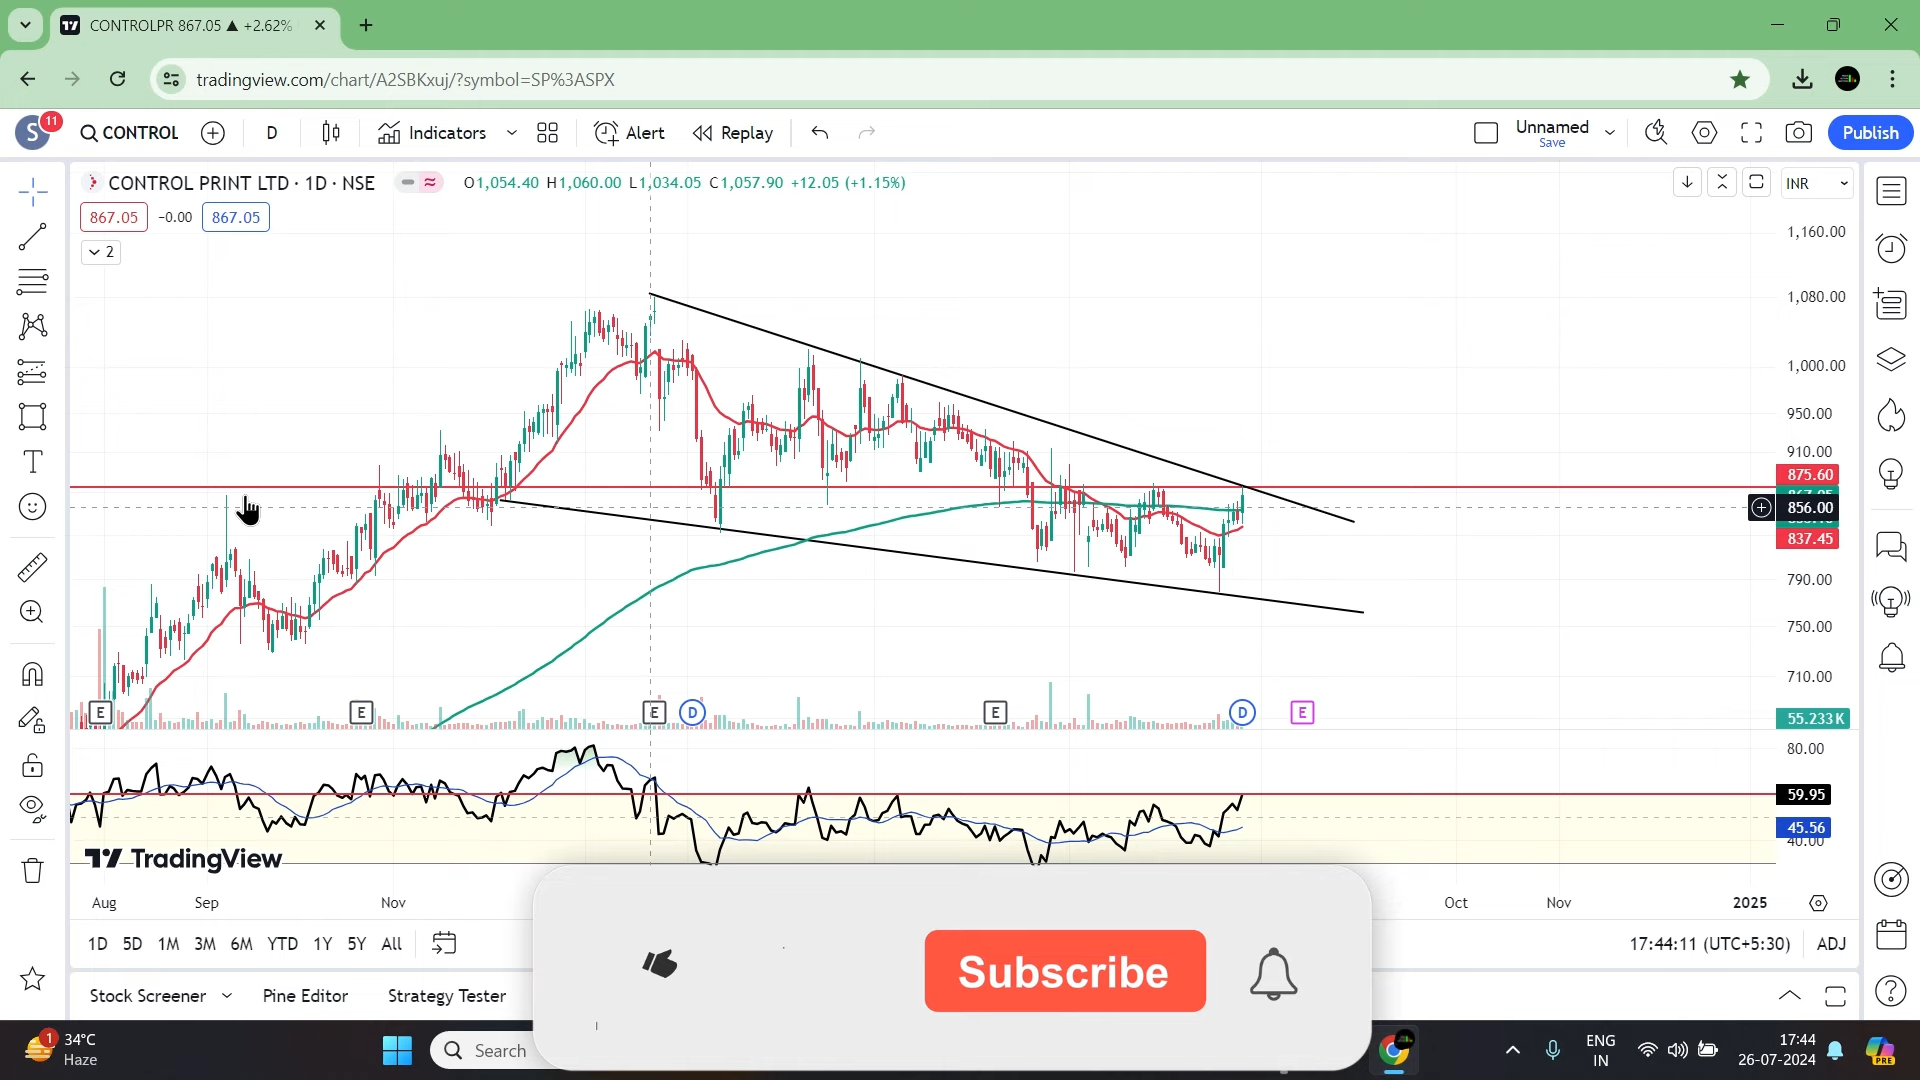 CONTROLPR 867.05 ▲ +2.62%
tradingview.com/chart/A2SBKxuj/?symbol=SP%3ASPX
S 11 CONTROL D Indicators Alert Replay Unnamed Save Publish
CONTROL PRINT LTD · 1D · NSE O1,054.40 H1,060.00 L1,034.05 C1,057.90 +12.05 (+1.15%) INR
867.05 -0.00 867.05
2
1,160.00
1,080.00
1,000.00
950.00
910.00
875.60
856.00
837.45
790.00
750.00
710.00
E E E D E D E
55.233 K
80.00
59.95
45.56
40.00
TradingView
Aug Sep Nov Oct Nov 2025
1D 5D 1M 3M 6M YTD 1Y 5Y All 17:44:11 (UTC+5:30) ADJ
Stock Screener Pine Editor Strategy Tester
Subscribe
1 34°C
Haze
Search
ENG
IN
17:44
26-07-2024
PRE